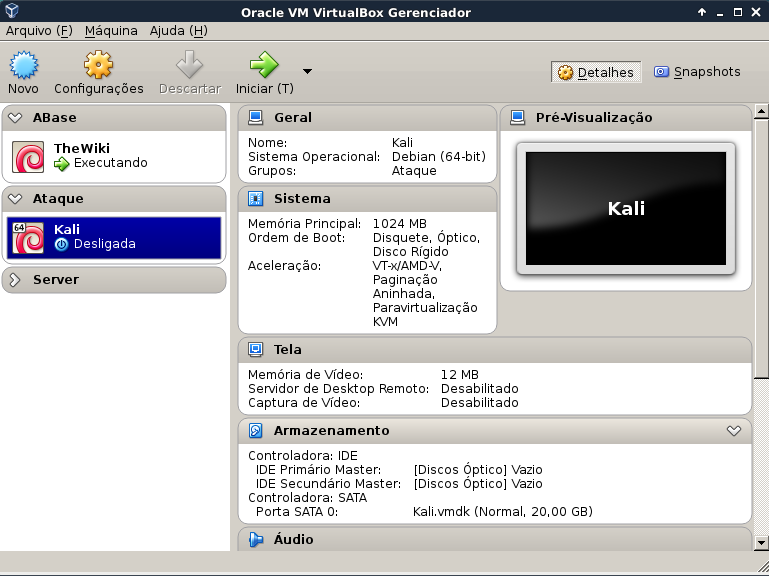 Oracle VM VirtualBox Gerenciador
Arquivo (F) Máquina Ajuda (H)
Novo Configurações Descartar Iniciar (T) Detalhes Snapshots
ABase
TheWiki
Executando
Ataque
64 Kali
Desligada
Server
Geral
Nome: Kali
Sistema Operacional: Debian (64-bit)
Grupos: Ataque
Pré-Visualização
Kali
Sistema
Memória Principal: 1024 MB
Ordem de Boot: Disquete, Óptico,
Disco Rígido
Aceleração: VT-x/AMD-V,
Paginação
Aninhada,
Paravirtualização
KVM
Tela
Memória de Vídeo: 12 MB
Servidor de Desktop Remoto: Desabilitado
Captura de Vídeo: Desabilitado
Armazenamento
Controladora: IDE
IDE Primário Master: [Discos Óptico] Vazio
IDE Secundário Master: [Discos Óptico] Vazio
Controladora: SATA
Porta SATA 0: Kali.vmdk (Normal, 20,00 GB)
Áudio